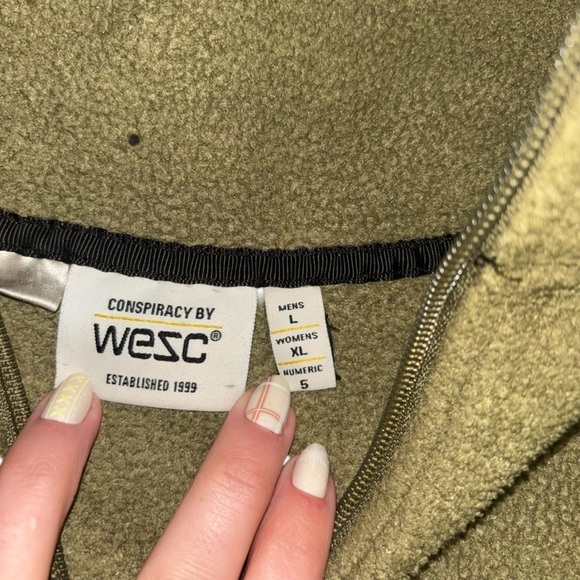 CONSPIRACY BY
wesc®
ESTABLISHED 1999
MENS
L
WOMENS
XL
NUMERIC
5